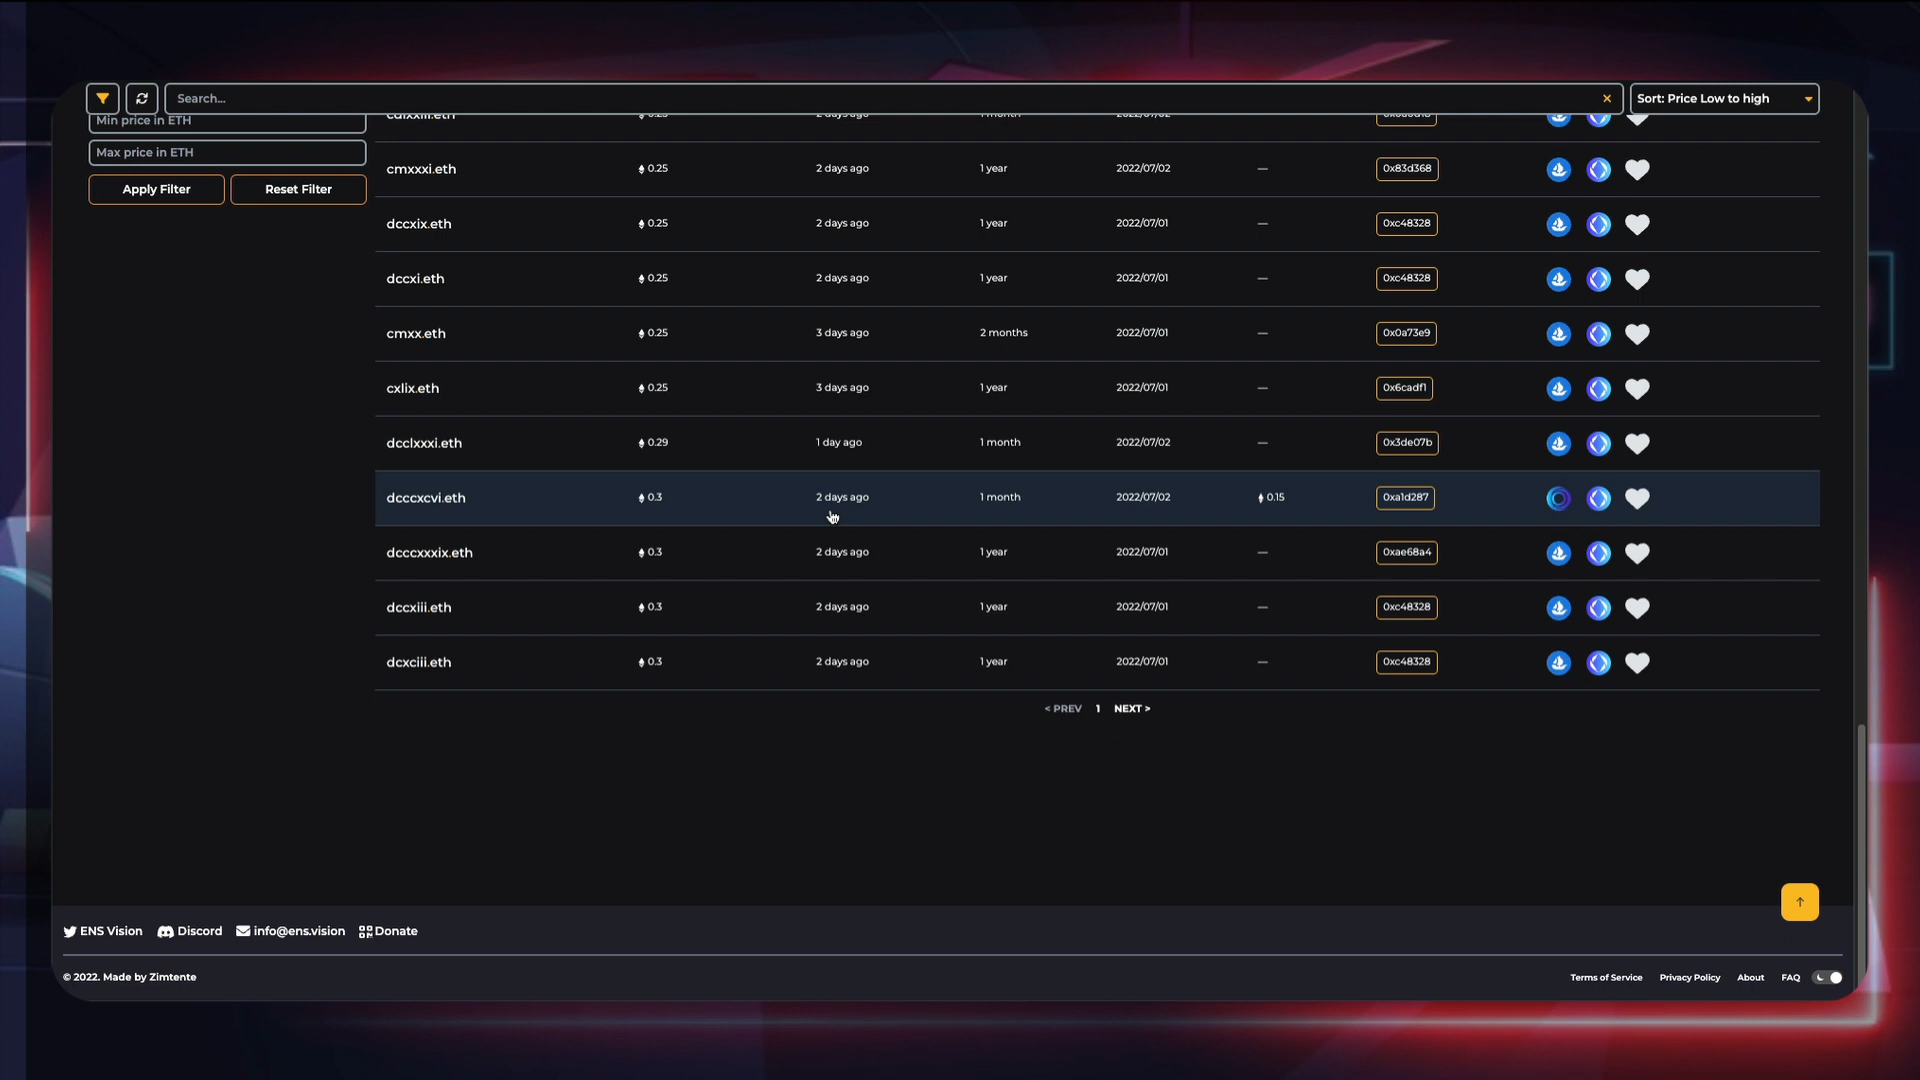 Search... × Sort: Price Low to high
Min price in ETH
Max price in ETH
Apply Filter Reset Filter
cmxxxi.eth 0.25 2 days ago 1 year 2022/07/02 — 0x83d368
dccxix.eth 0.25 2 days ago 1 year 2022/07/01 — 0xc48328
dccxi.eth 0.25 2 days ago 1 year 2022/07/01 — 0xc48328
cmxx.eth 0.25 3 days ago 2 months 2022/07/01 — 0x0a73e9
cxlix.eth 0.25 3 days ago 1 year 2022/07/01 — 0x6cadf1
dcclxxxi.eth 0.29 1 day ago 1 month 2022/07/02 — 0x3de07b
dcccxcvi.eth 0.3 2 days ago 1 month 2022/07/02 0.15 0xa1d287
dcccxxxix.eth 0.3 2 days ago 1 year 2022/07/01 — 0xae68a4
dccxiii.eth 0.3 2 days ago 1 year 2022/07/01 — 0xc48328
dcxciii.eth 0.3 2 days ago 1 year 2022/07/01 — 0xc48328
< PREV 1 NEXT >
ENS Vision Discord info@ens.vision Donate
© 2022. Made by Zimtente Terms of Service Privacy Policy About FAQ